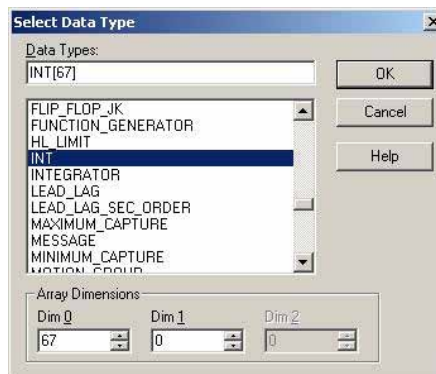 Select Data Type
Data Types:
INT[67]
OK
FLIP_FLOP_JK
Cancel
FUNCTION_GENERATOR
HL_LIMIT
INT
Help
INTEGRATOR
LEAD_LAG
LEAD_LAG_SEC_ORDER
MAXIMUM_CAPTURE
MESSAGE
MINIMUM_CAPTURE
MOTION_GROUP
Array Dimensions
Dim 0 Dim 1 Dim 2
67 0 0